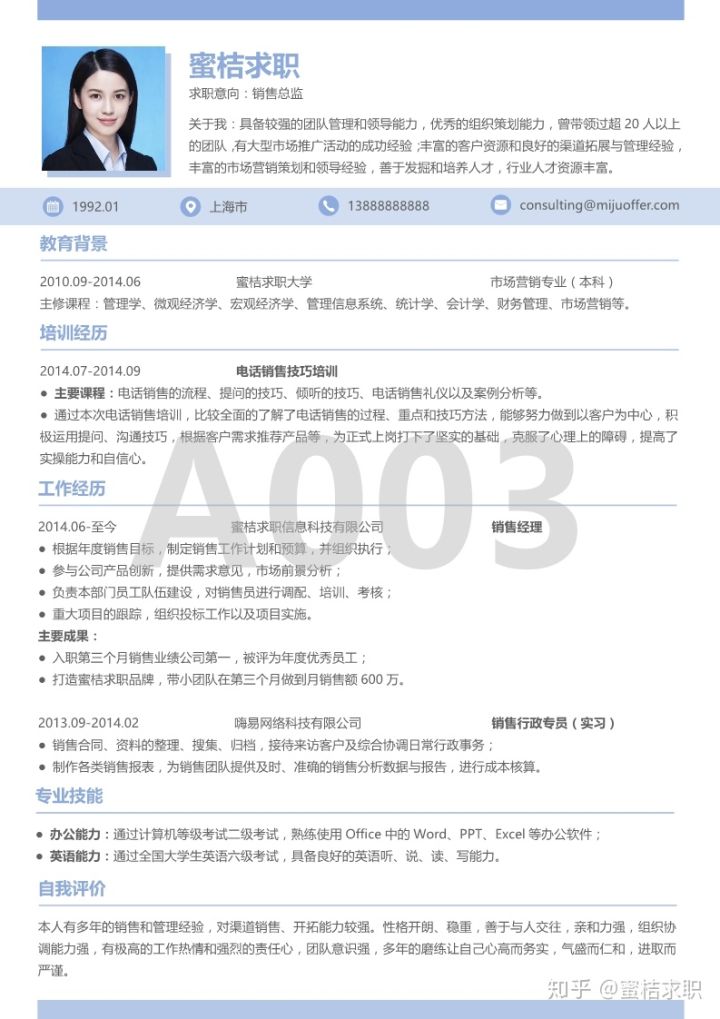 蜜桔求职
求职意向：销售总监
关于我：具备较强的团队管理和领导能力，优秀的组织策划能力，曾带领过超 20 人以上
的团队 ,有大型市场推广活动的成功经验 ;丰富的客户资源和良好的渠道拓展与管理经验，
丰富的市场营销策划和领导经验，善于发掘和培养人才，行业人才资源丰富。
1992.01 上海市 13888888888 consulting@mijuoffer.com
教育背景
2010.09-2014.06 蜜桔求职大学 市场营销专业（本科）
主修课程：管理学、微观经济学、宏观经济学、管理信息系统、统计学、会计学、财务管理、市场营销等。
培训经历
2014.07-2014.09 电话销售技巧培训
● 主要课程：电话销售的流程、提问的技巧、倾听的技巧、电话销售礼仪以及案例分析等。
● 通过本次电话销售培训，比较全面的了解了电话销售的过程、重点和技巧方法，能够努力做到以客户为中心，积
极运用提问、沟通技巧，根据客户需求推荐产品等，为正式上岗打下了坚实的基础，克服了心理上的障碍，提高了
实操能力和自信心。
工作经历
A003
2014.06-至今 蜜桔求职信息科技有限公司 销售经理
● 根据年度销售目标，制定销售工作计划和预算，并组织执行；
● 参与公司产品创新，提供需求意见，市场前景分析；
● 负责本部门员工队伍建设，对销售员进行调配、培训、考核；
● 重大项目的跟踪，组织投标工作以及项目实施。
主要成果：
● 入职第三个月销售业绩公司第一，被评为年度优秀员工；
● 打造蜜桔求职品牌，带小团队在第三个月做到月销售额 600 万。
2013.09-2014.02 嗨易网络科技有限公司 销售行政专员（实习）
● 销售合同、资料的整理、搜集、归档，接待来访客户及综合协调日常行政事务；
● 制作各类销售报表，为销售团队提供及时、准确的销售分析数据与报告，进行成本核算。
专业技能
● 办公能力：通过计算机等级考试二级考试，熟练使用 Office 中的 Word、PPT、Excel 等办公软件；
● 英语能力：通过全国大学生英语六级考试，具备良好的英语听、说、读、写能力。
自我评价
本人有多年的销售和管理经验，对渠道销售、开拓能力较强。性格开朗、稳重，善于与人交往，亲和力强，组织协
调能力强，有极高的工作热情和强烈的责任心，团队意识强，多年的磨练让自己心高而务实，气盛而仁和，进取而
严谨。
知乎 @蜜桔求职